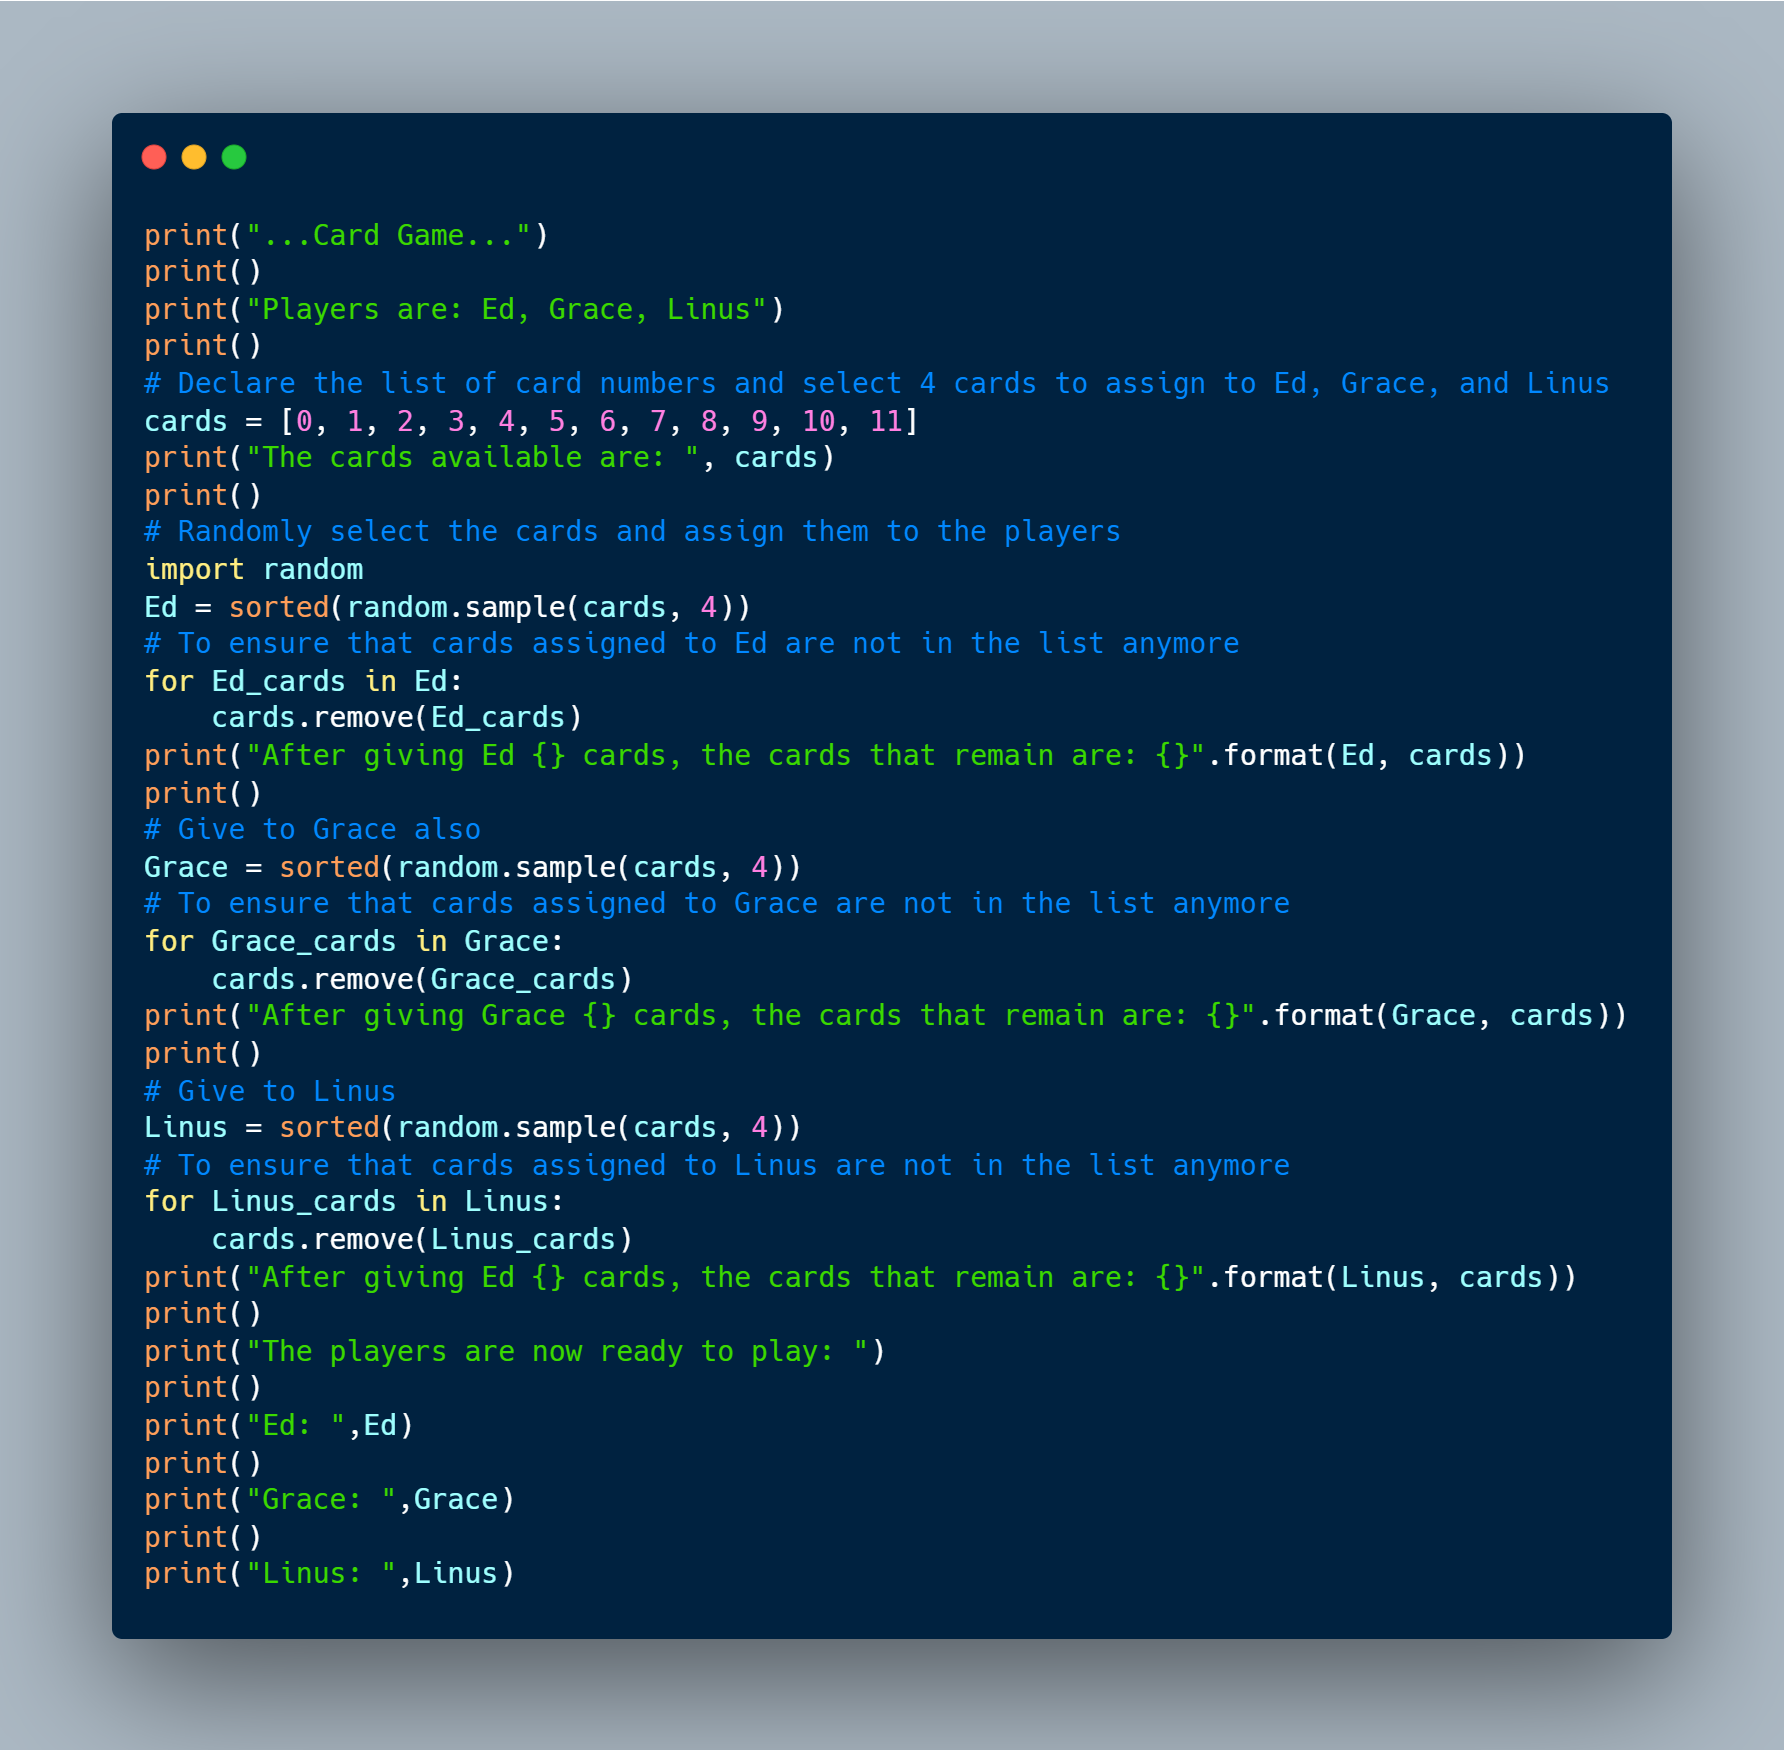 print("...Card Game...")
print()
print("Players are: Ed, Grace, Linus")
print()
# Declare the list of card numbers and select 4 cards to assign to Ed, Grace, and Linus
cards = [0, 1, 2, 3, 4, 5, 6, 7, 8, 9, 10, 11]
print("The cards available are: ", cards)
print()
# Randomly select the cards and assign them to the players
import random
Ed = sorted(random.sample(cards, 4))
# To ensure that cards assigned to Ed are not in the list anymore
for Ed_cards in Ed:
    cards.remove(Ed_cards)
print("After giving Ed {} cards, the cards that remain are: {}".format(Ed, cards))
print()
# Give to Grace also
Grace = sorted(random.sample(cards, 4))
# To ensure that cards assigned to Grace are not in the list anymore
for Grace_cards in Grace:
    cards.remove(Grace_cards)
print("After giving Grace {} cards, the cards that remain are: {}".format(Grace, cards))
print()
# Give to Linus
Linus = sorted(random.sample(cards, 4))
# To ensure that cards assigned to Linus are not in the list anymore
for Linus_cards in Linus:
    cards.remove(Linus_cards)
print("After giving Ed {} cards, the cards that remain are: {}".format(Linus, cards))
print()
print("The players are now ready to play: ")
print()
print("Ed: ",Ed)
print()
print("Grace: ",Grace)
print()
print("Linus: ",Linus)